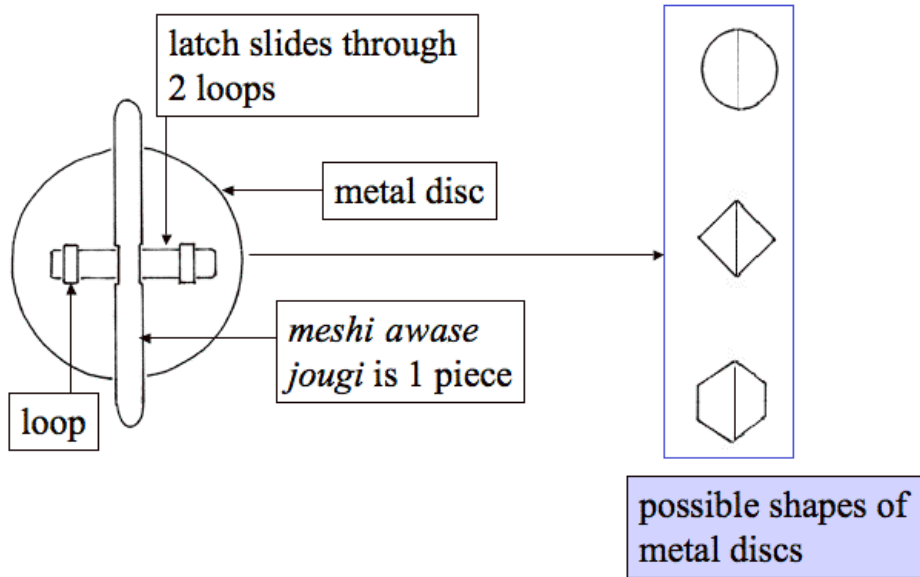 latch slides through
2 loops
metal disc
meshi awase
jougi is 1 piece
loop
possible shapes of
metal discs